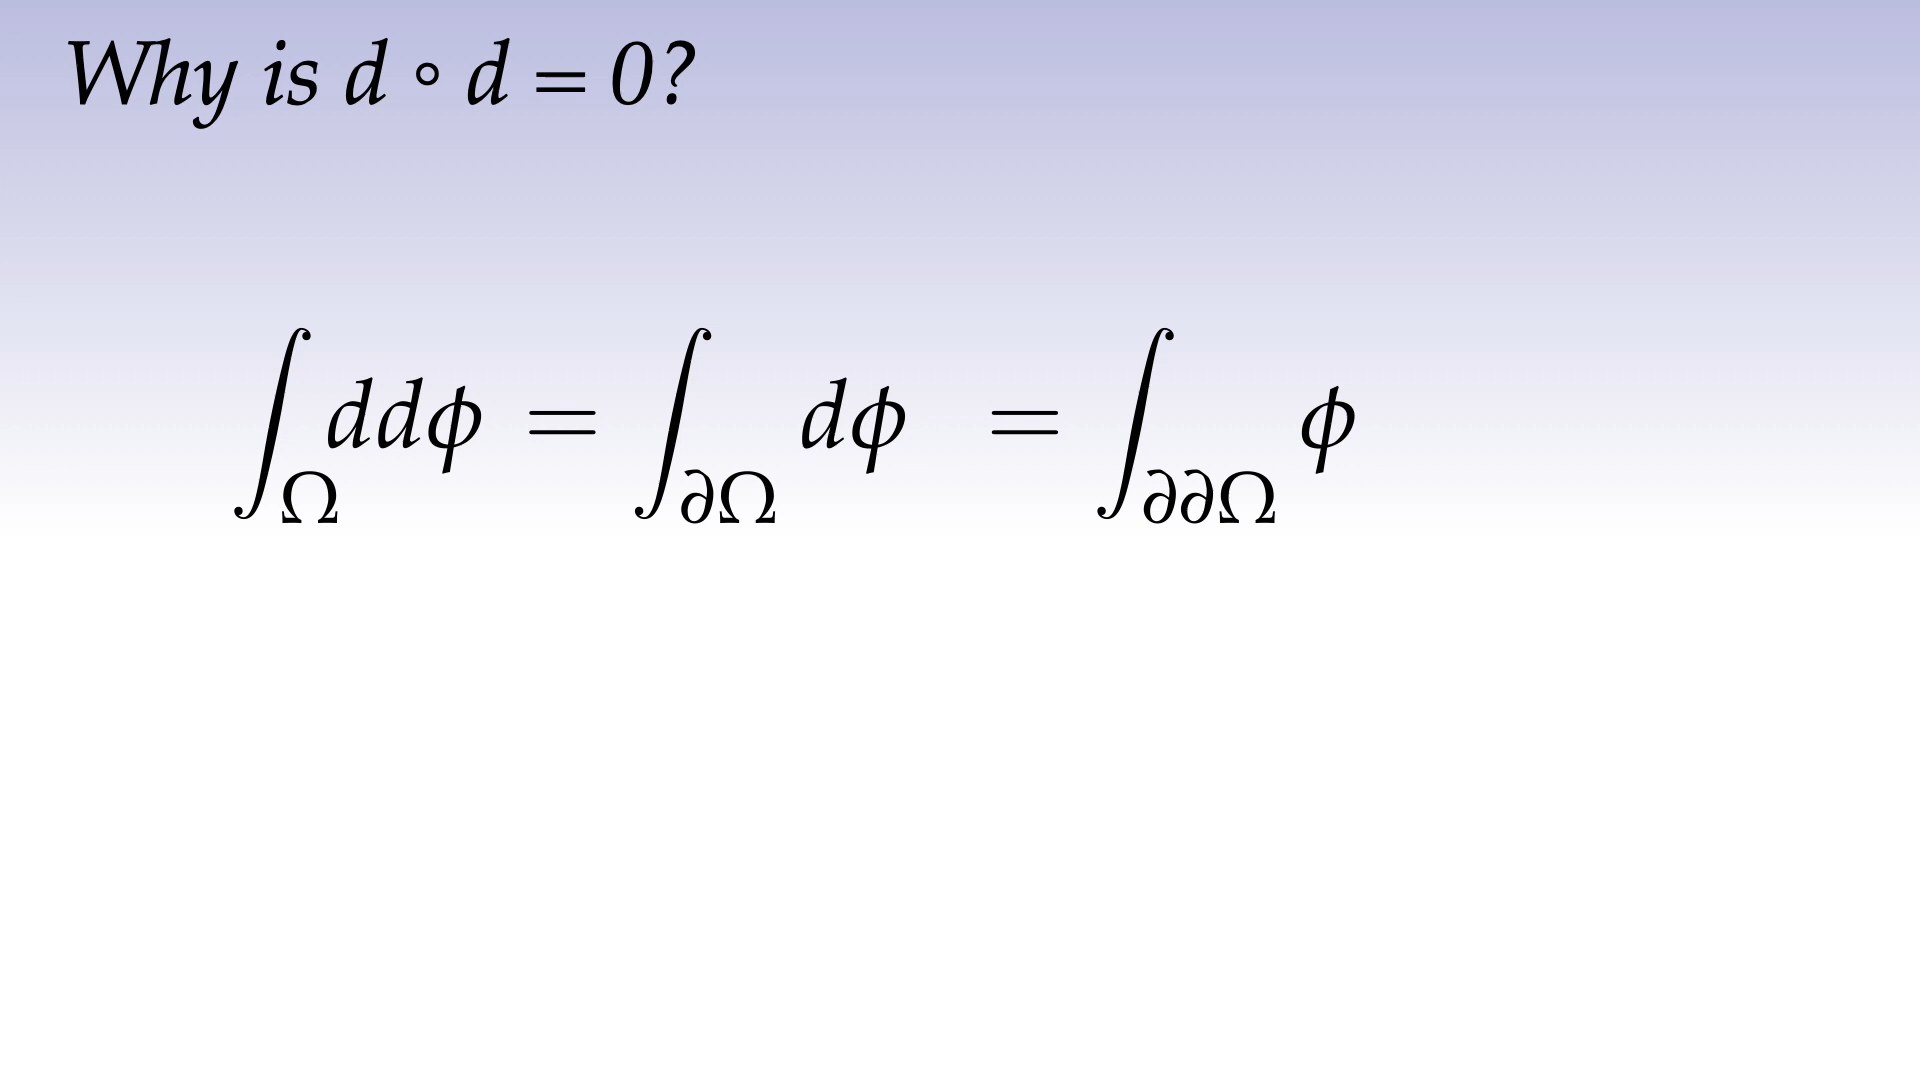 Why is d ∘ d = 0?
∫_Ω ddϕ = ∫_∂Ω dϕ = ∫_∂∂Ω ϕ